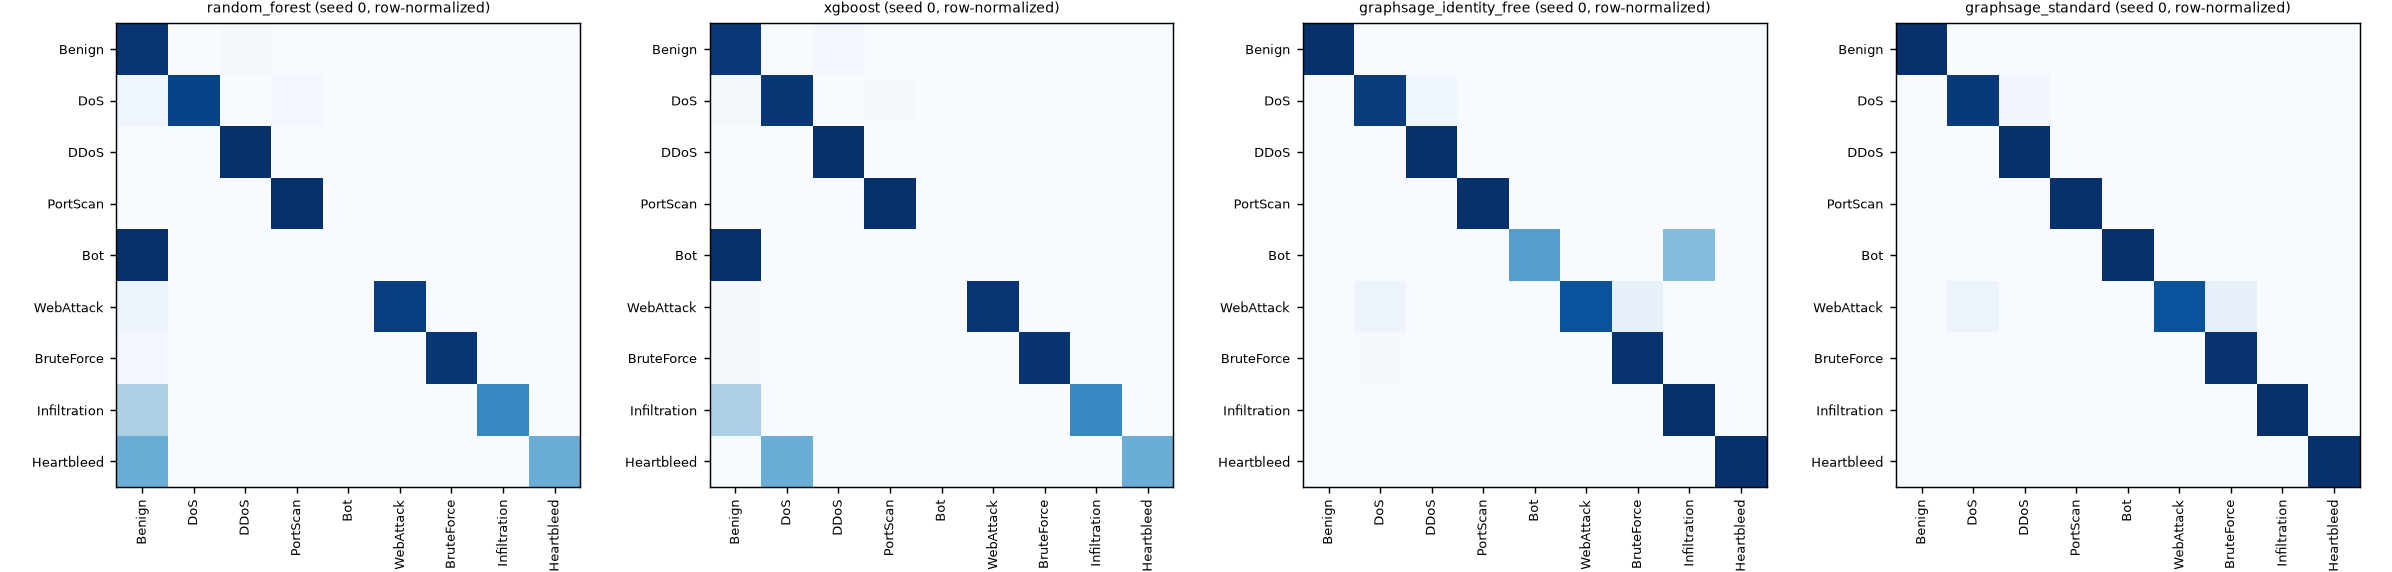 random_forest (seed 0, row-normalized)
Benign
DoS
DDoS
PortScan
Bot
WebAttack
BruteForce
Infiltration
Heartbleed
Benign
DoS
DDoS
PortScan
Bot
WebAttack
BruteForce
Infiltration
Heartbleed
xgboost (seed 0, row-normalized)
Benign
DoS
DDoS
PortScan
Bot
WebAttack
BruteForce
Infiltration
Heartbleed
Benign
DoS
DDoS
PortScan
Bot
WebAttack
BruteForce
Infiltration
Heartbleed
graphsage_identity_free (seed 0, row-normalized)
Benign
DoS
DDoS
PortScan
Bot
WebAttack
BruteForce
Infiltration
Heartbleed
Benign
DoS
DDoS
PortScan
Bot
WebAttack
BruteForce
Infiltration
Heartbleed
graphsage_standard (seed 0, row-normalized)
Benign
DoS
DDoS
PortScan
Bot
WebAttack
BruteForce
Infiltration
Heartbleed
Benign
DoS
DDoS
PortScan
Bot
WebAttack
BruteForce
Infiltration
Heartbleed